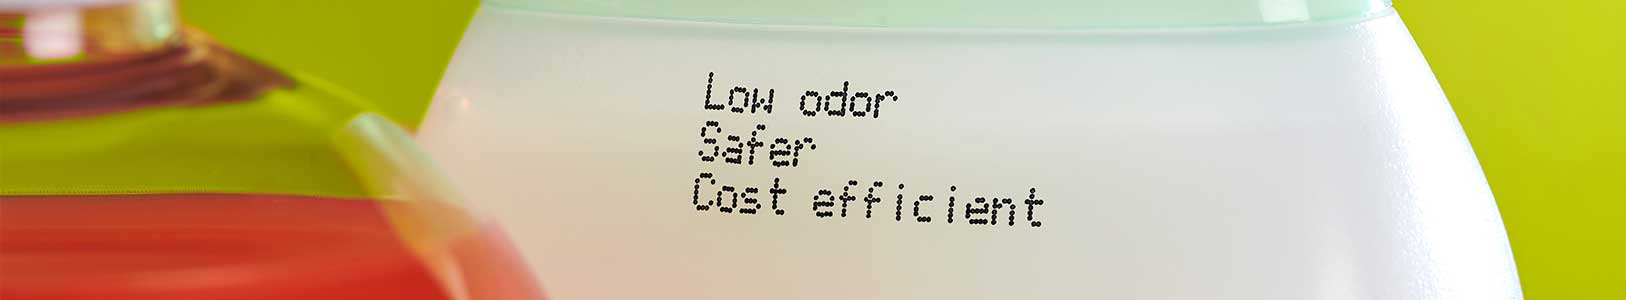 Low odor
Safer
Cost efficient